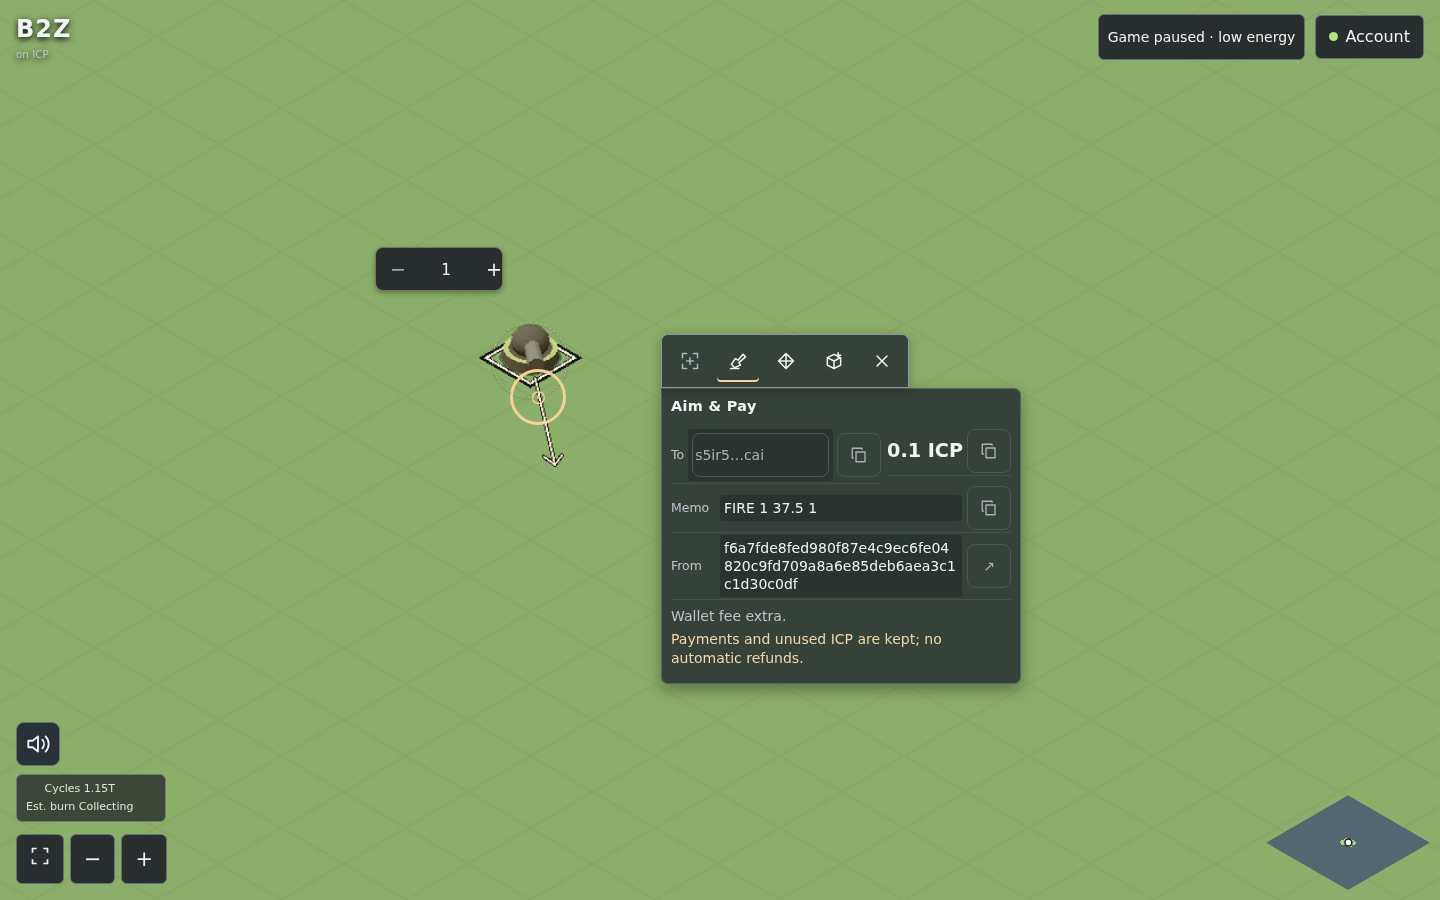 B2Z
on ICP
Game paused · low energy
Account
− 1 +
Aim & Pay
To s5ir5…cai 0.1 ICP
Memo FIRE 1 37.5 1
From f6a7fde8fed980f87e4c9ec6fe04
820c9fd709a8a6e85deb6aea3c1
c1d30c0df
Wallet fee extra.
Payments and unused ICP are kept; no
automatic refunds.
Cycles 1.15T
Est. burn Collecting
− +